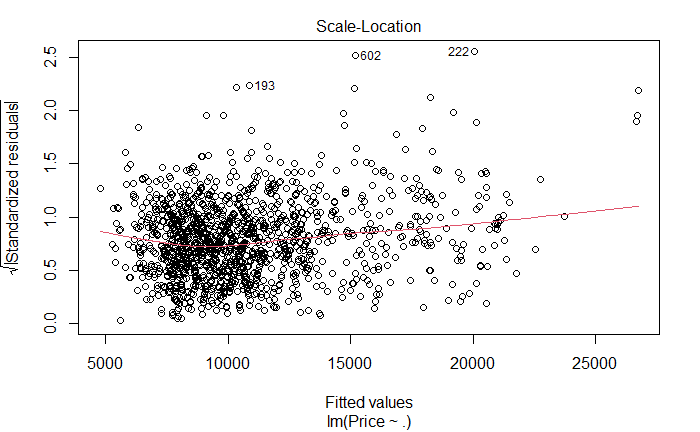 Scale-Location
√|Standardized residuals|
2.5
2.0
1.5
1.0
0.5
0.0
193
602
222
5000 10000 15000 20000 25000
Fitted values
lm(Price ~ .)